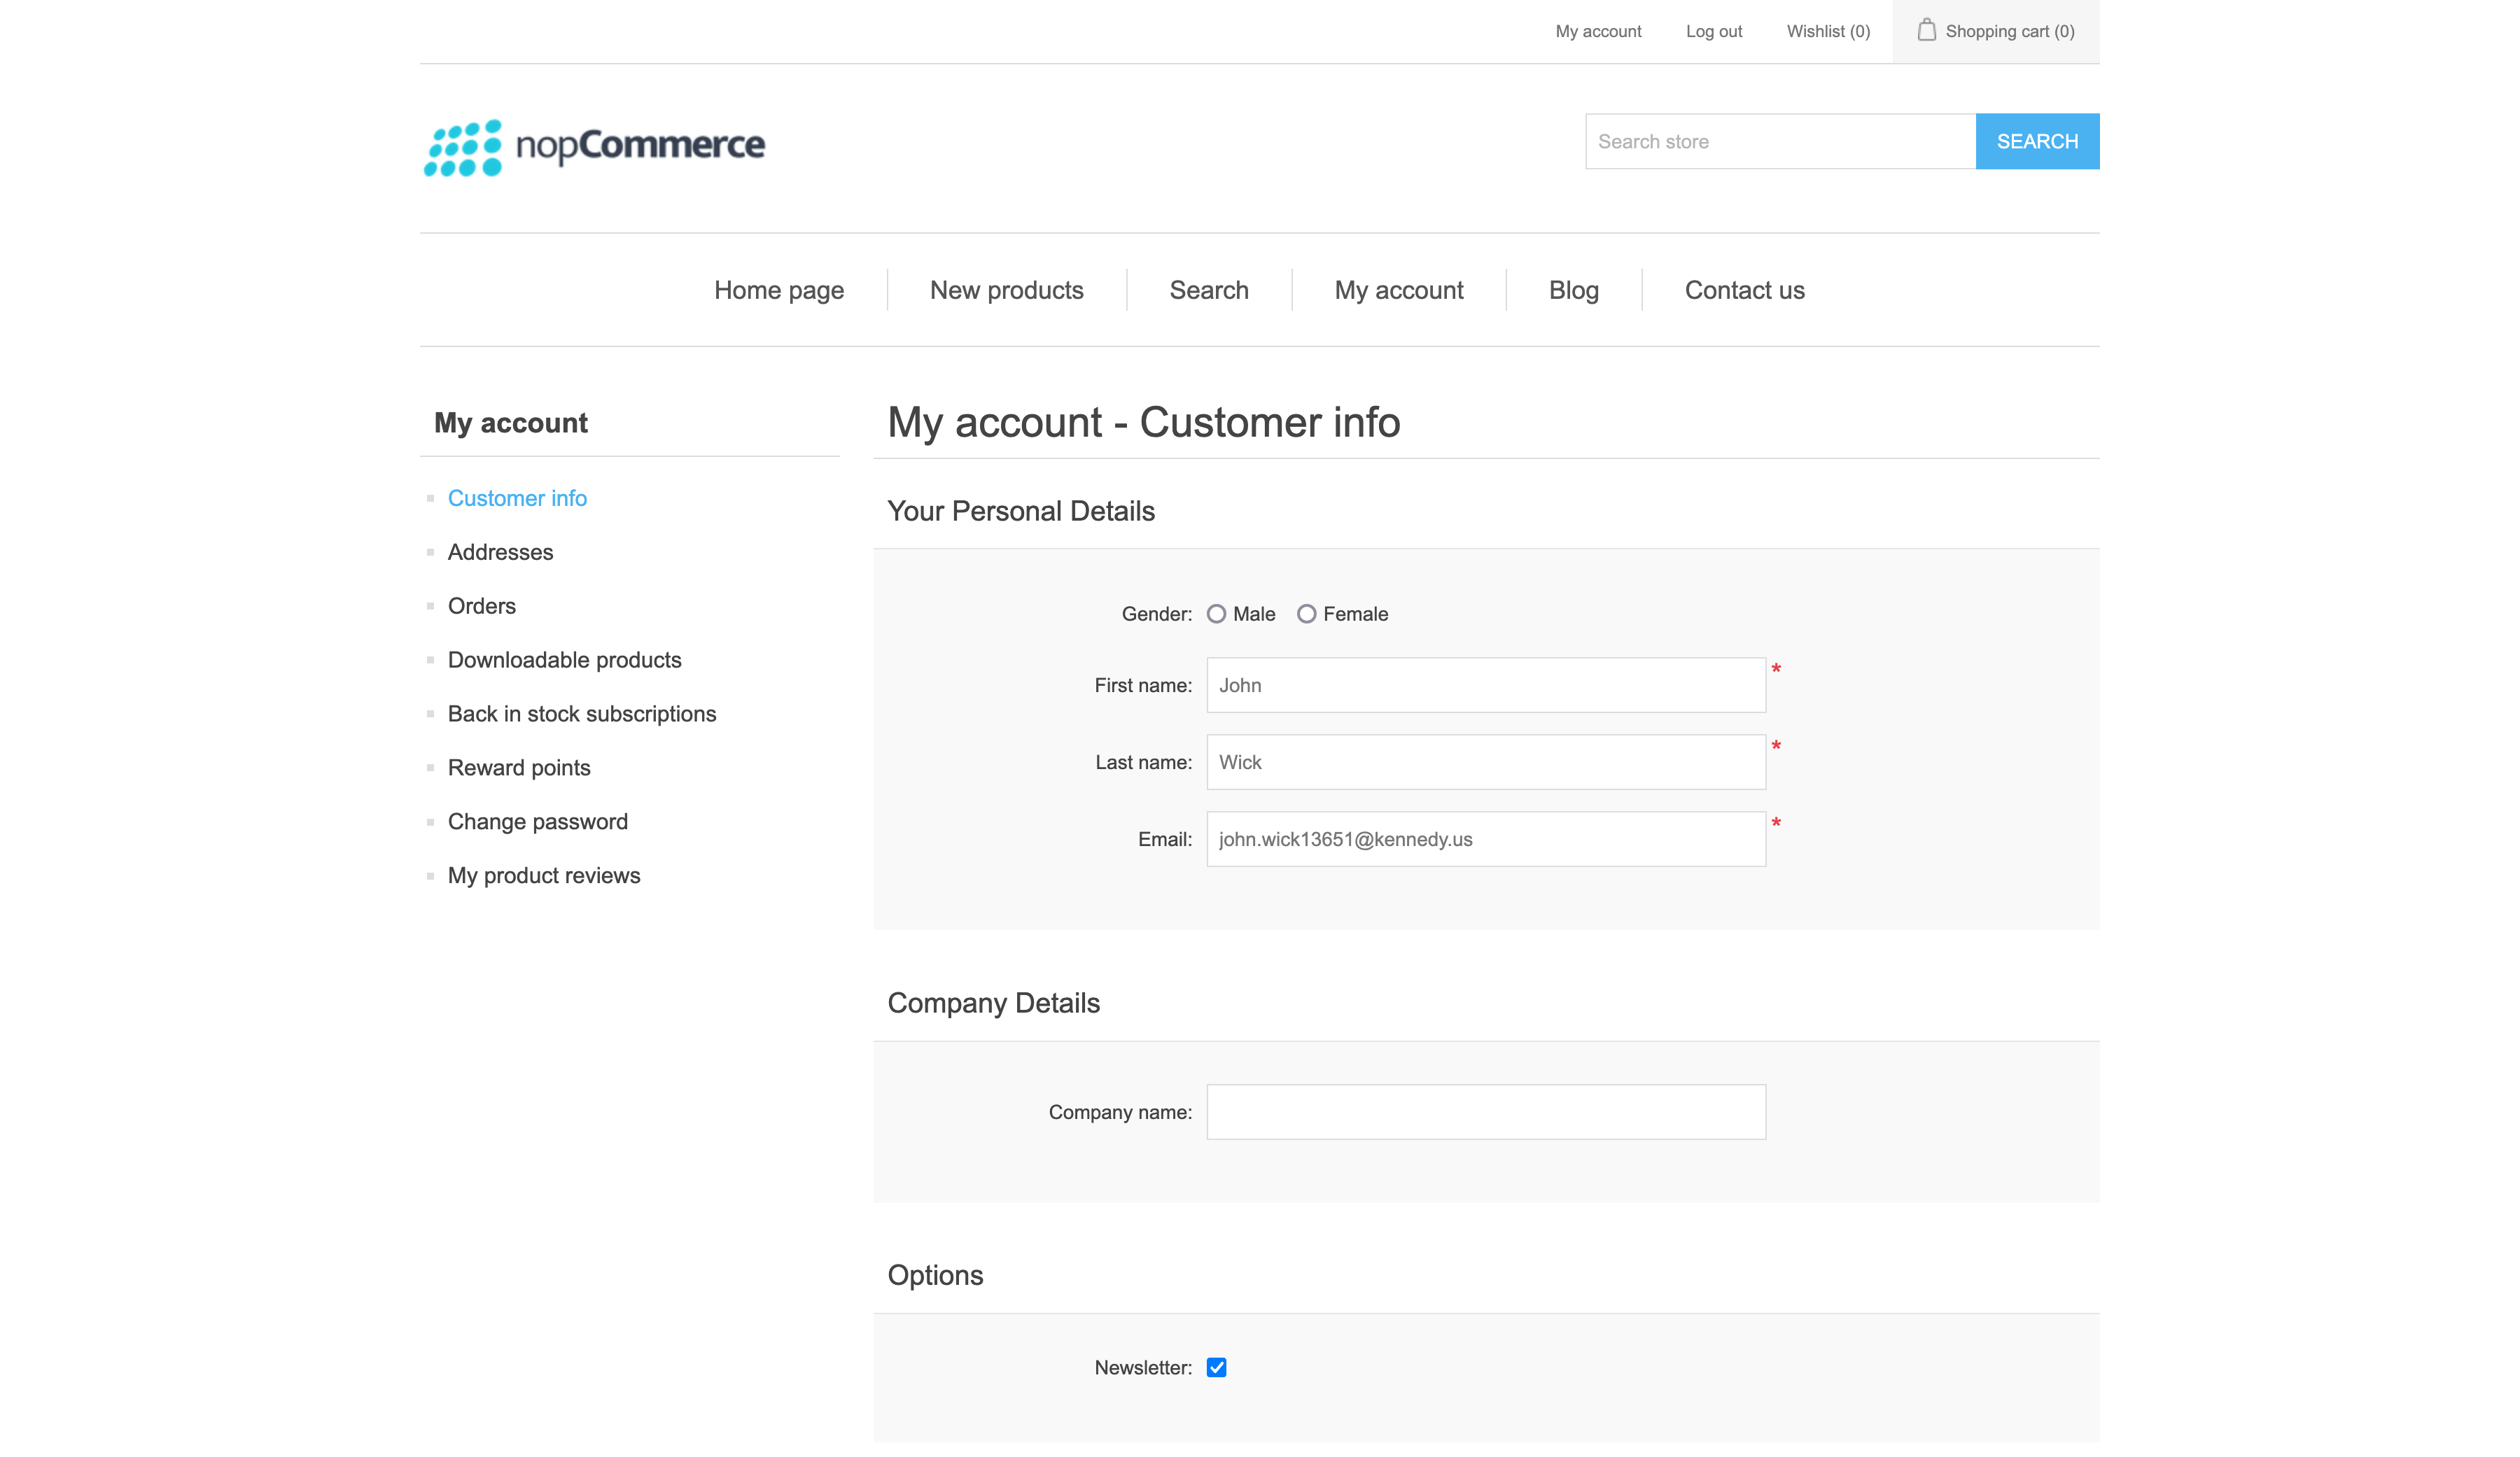 My account Log out Wishlist (0) Shopping cart (0)
nopCommerce
Search store SEARCH
Home page New products Search My account Blog Contact us
My account
Customer info
Addresses
Orders
Downloadable products
Back in stock subscriptions
Reward points
Change password
My product reviews
My account - Customer info
Your Personal Details
Gender: Male Female
First name: John *
Last name: Wick *
Email: john.wick13651@kennedy.us *
Company Details
Company name:
Options
Newsletter: